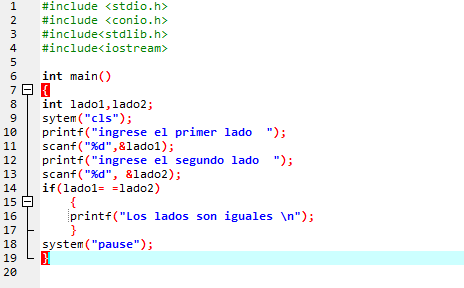 1 #include <stdio.h>
2 #include <conio.h>
3 #include<stdlib.h>
4 #include<iostream>
5
6 int main()
7 {
8 int lado1,lado2;
9 sytem("cls");
10 printf("ingrese el primer lado  ");
11 scanf("%d",&lado1);
12 printf("ingrese el segundo lado  ");
13 scanf("%d", &lado2);
14 if(lado1= =lado2)
15     {
16     printf("Los lados son iguales \n");
17     }
18 system("pause");
19 }
20